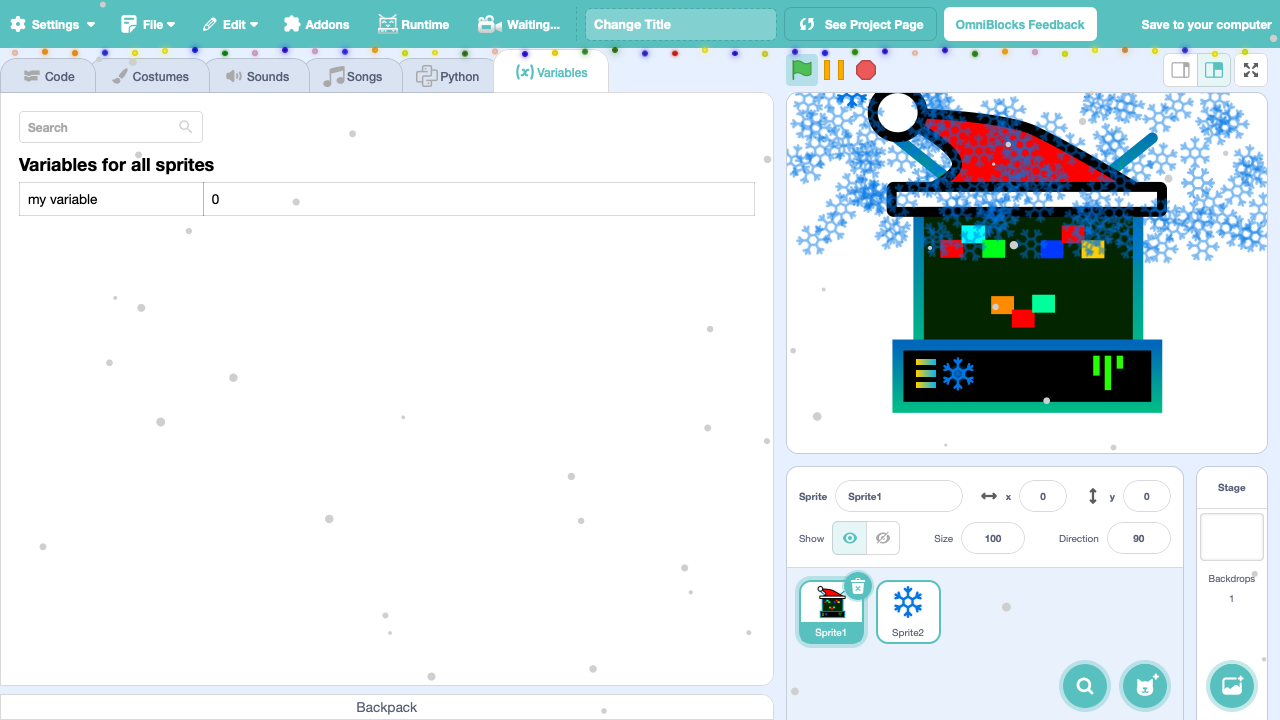 Settings File Edit Addons Runtime Waiting... Change Title See Project Page OmniBlocks Feedback Save to your computer
Code Costumes Sounds Songs Python (x) Variables
Search
Variables for all sprites
my variable 0
Sprite Sprite1 x 0 y 0
Show Size 100 Direction 90
Sprite1 Sprite2
Stage
Backdrops
1
Backpack